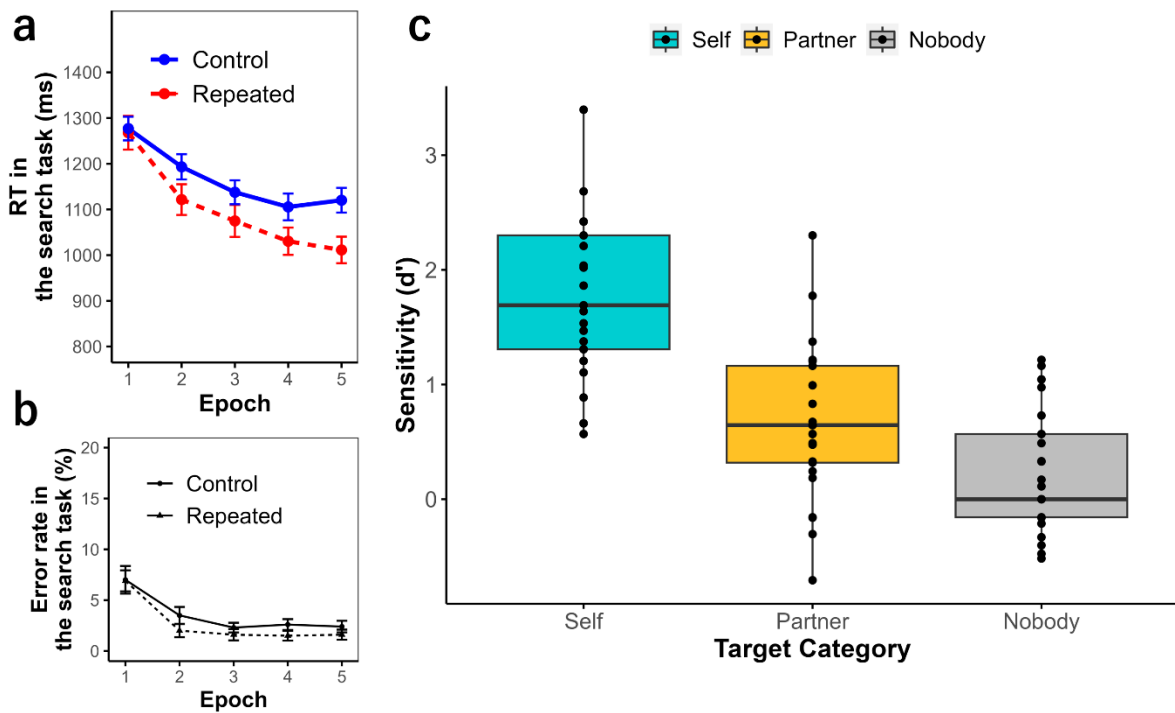 a
RT in
the search task (ms)
1400
1300
1200
1100
1000
900
800
Control
Repeated
1 2 3 4 5
Epoch
b
Error rate in
the search task (%)
20
15
10
5
0
Control
Repeated
1 2 3 4 5
Epoch
c
Self Partner Nobody
Sensitivity (d')
3
2
1
0
Self Partner Nobody
Target Category